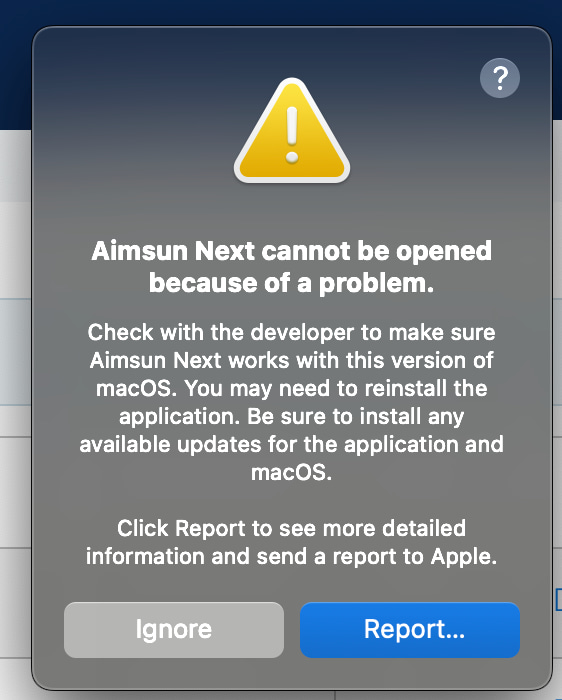 ?
Aimsun Next cannot be opened
because of a problem.
Check with the developer to make sure
Aimsun Next works with this version of
macOS. You may need to reinstall the
application. Be sure to install any
available updates for the application and
macOS.
Click Report to see more detailed
information and send a report to Apple.
Ignore
Report...